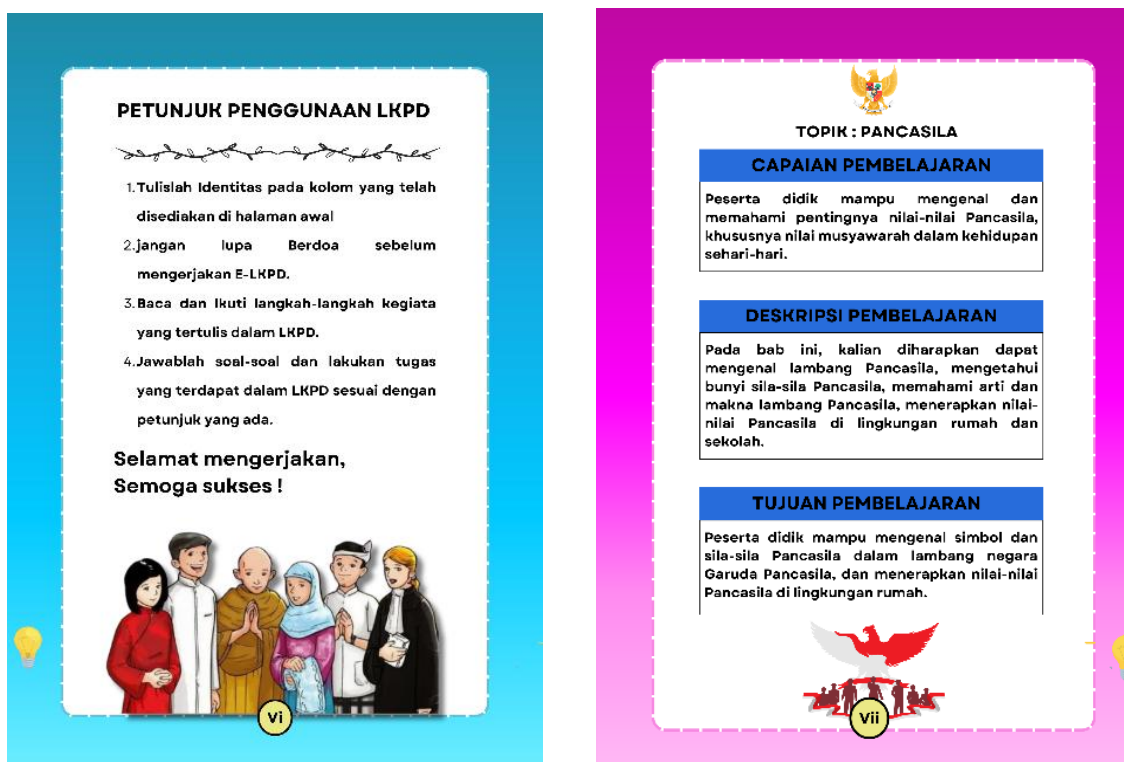 PETUNJUK PENGGUNAAN LKPD
1. Tulislah Identitas pada kolom yang telah
disediakan di halaman awal
2. jangan lupa Berdoa sebelum
mengerjakan E-LKPD.
3. Baca dan Ikuti langkah-langkah kegiata
yang tertulis dalam LKPD.
4. Jawablah soal-soal dan lakukan tugas
yang terdapat dalam LKPD sesuai dengan
petunjuk yang ada.
Selamat mengerjakan,
Semoga sukses !
Vi
TOPIK : PANCASILA
CAPAIAN PEMBELAJARAN
Peserta didik mampu mengenal dan
memahami pentingnya nilai-nilai Pancasila,
khususnya nilai musyawarah dalam kehidupan
sehari-hari.
DESKRIPSI PEMBELAJARAN
Pada bab ini, kalian diharapkan dapat
mengenal lambang Pancasila, mengetahui
bunyi sila-sila Pancasila, memahami arti dan
makna lambang Pancasila, menerapkan nilai-
nilai Pancasila di lingkungan rumah dan
sekolah.
TUJUAN PEMBELAJARAN
Peserta didik mampu mengenal simbol dan
sila-sila Pancasila dalam lambang negara
Garuda Pancasila, dan menerapkan nilai-nilai
Pancasila di lingkungan rumah.
Vii